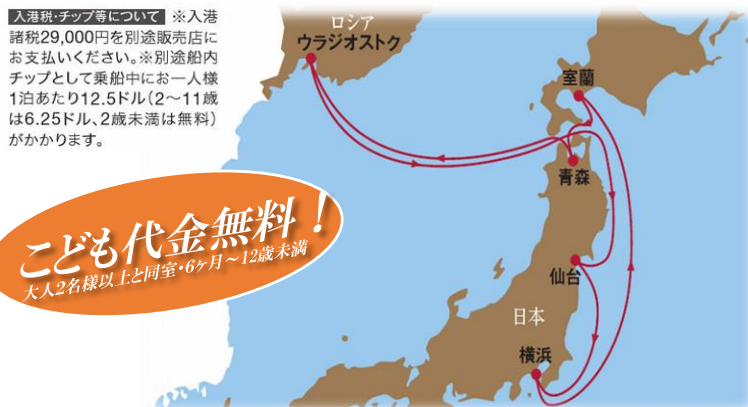 入港税・チップ等について ※入港
諸税29,000円を別途販売店に
お支払いください。※別途船内
チップとして乗船中にお一人様
1泊あたり12.5ドル(2〜11歳
は6.25ドル、2歳未満は無料)
がかかります。
ロシア
ウラジオストク
室蘭
青森
こども代金無料！
大人2名様以上と同室・6ヶ月〜12歳未満
仙台
日本
横浜